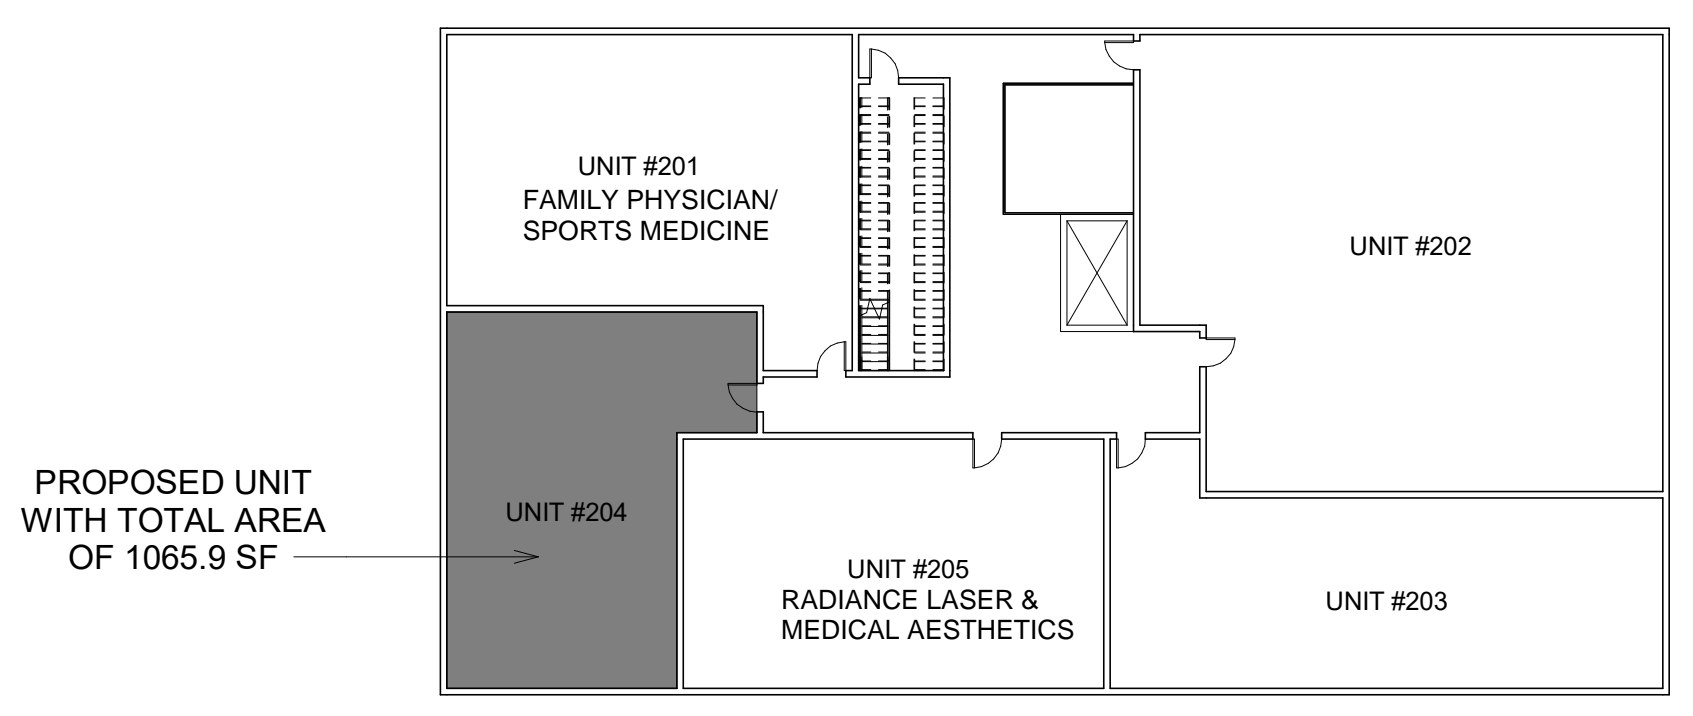 UNIT #201
FAMILY PHYSICIAN/
SPORTS MEDICINE
UNIT #202
PROPOSED UNIT
WITH TOTAL AREA
OF 1065.9 SF
UNIT #204
UNIT #205
RADIANCE LASER &
MEDICAL AESTHETICS
UNIT #203